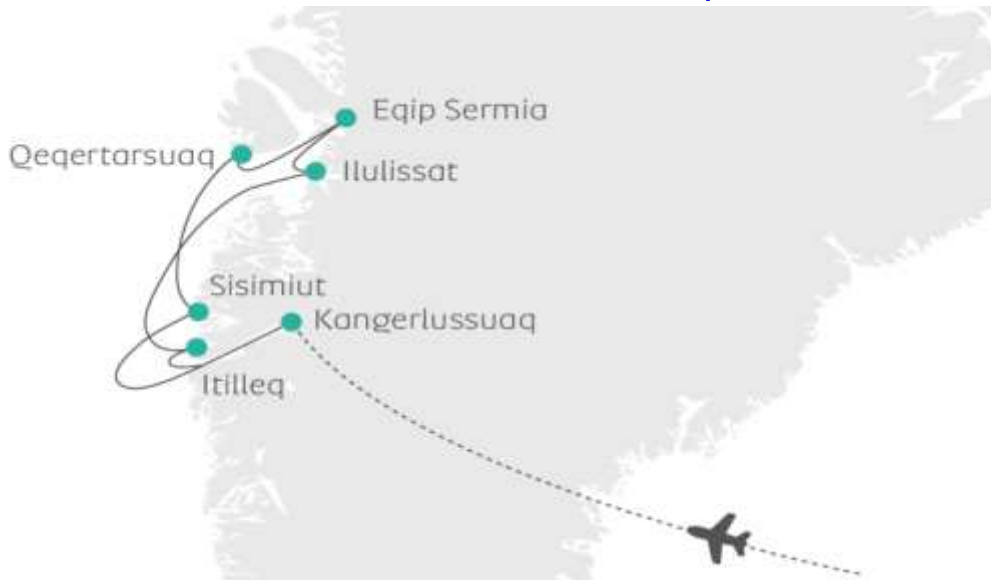 Eqip Sermia
Qeqertarsuaq
Ilulissat
Sisimiut
Kangerlussuaq
Itilleq